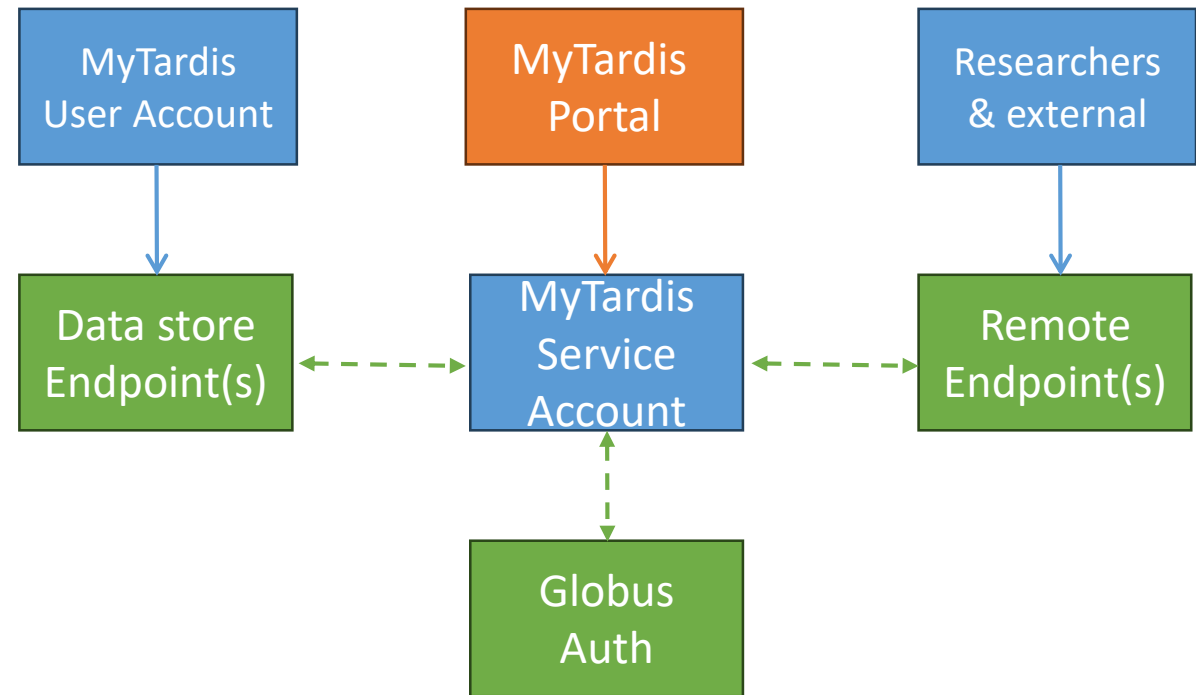 MyTardis
User Account
MyTardis
Portal
Researchers
& external
Data store
Endpoint(s)
MyTardis
Service
Account
Remote
Endpoint(s)
Globus
Auth